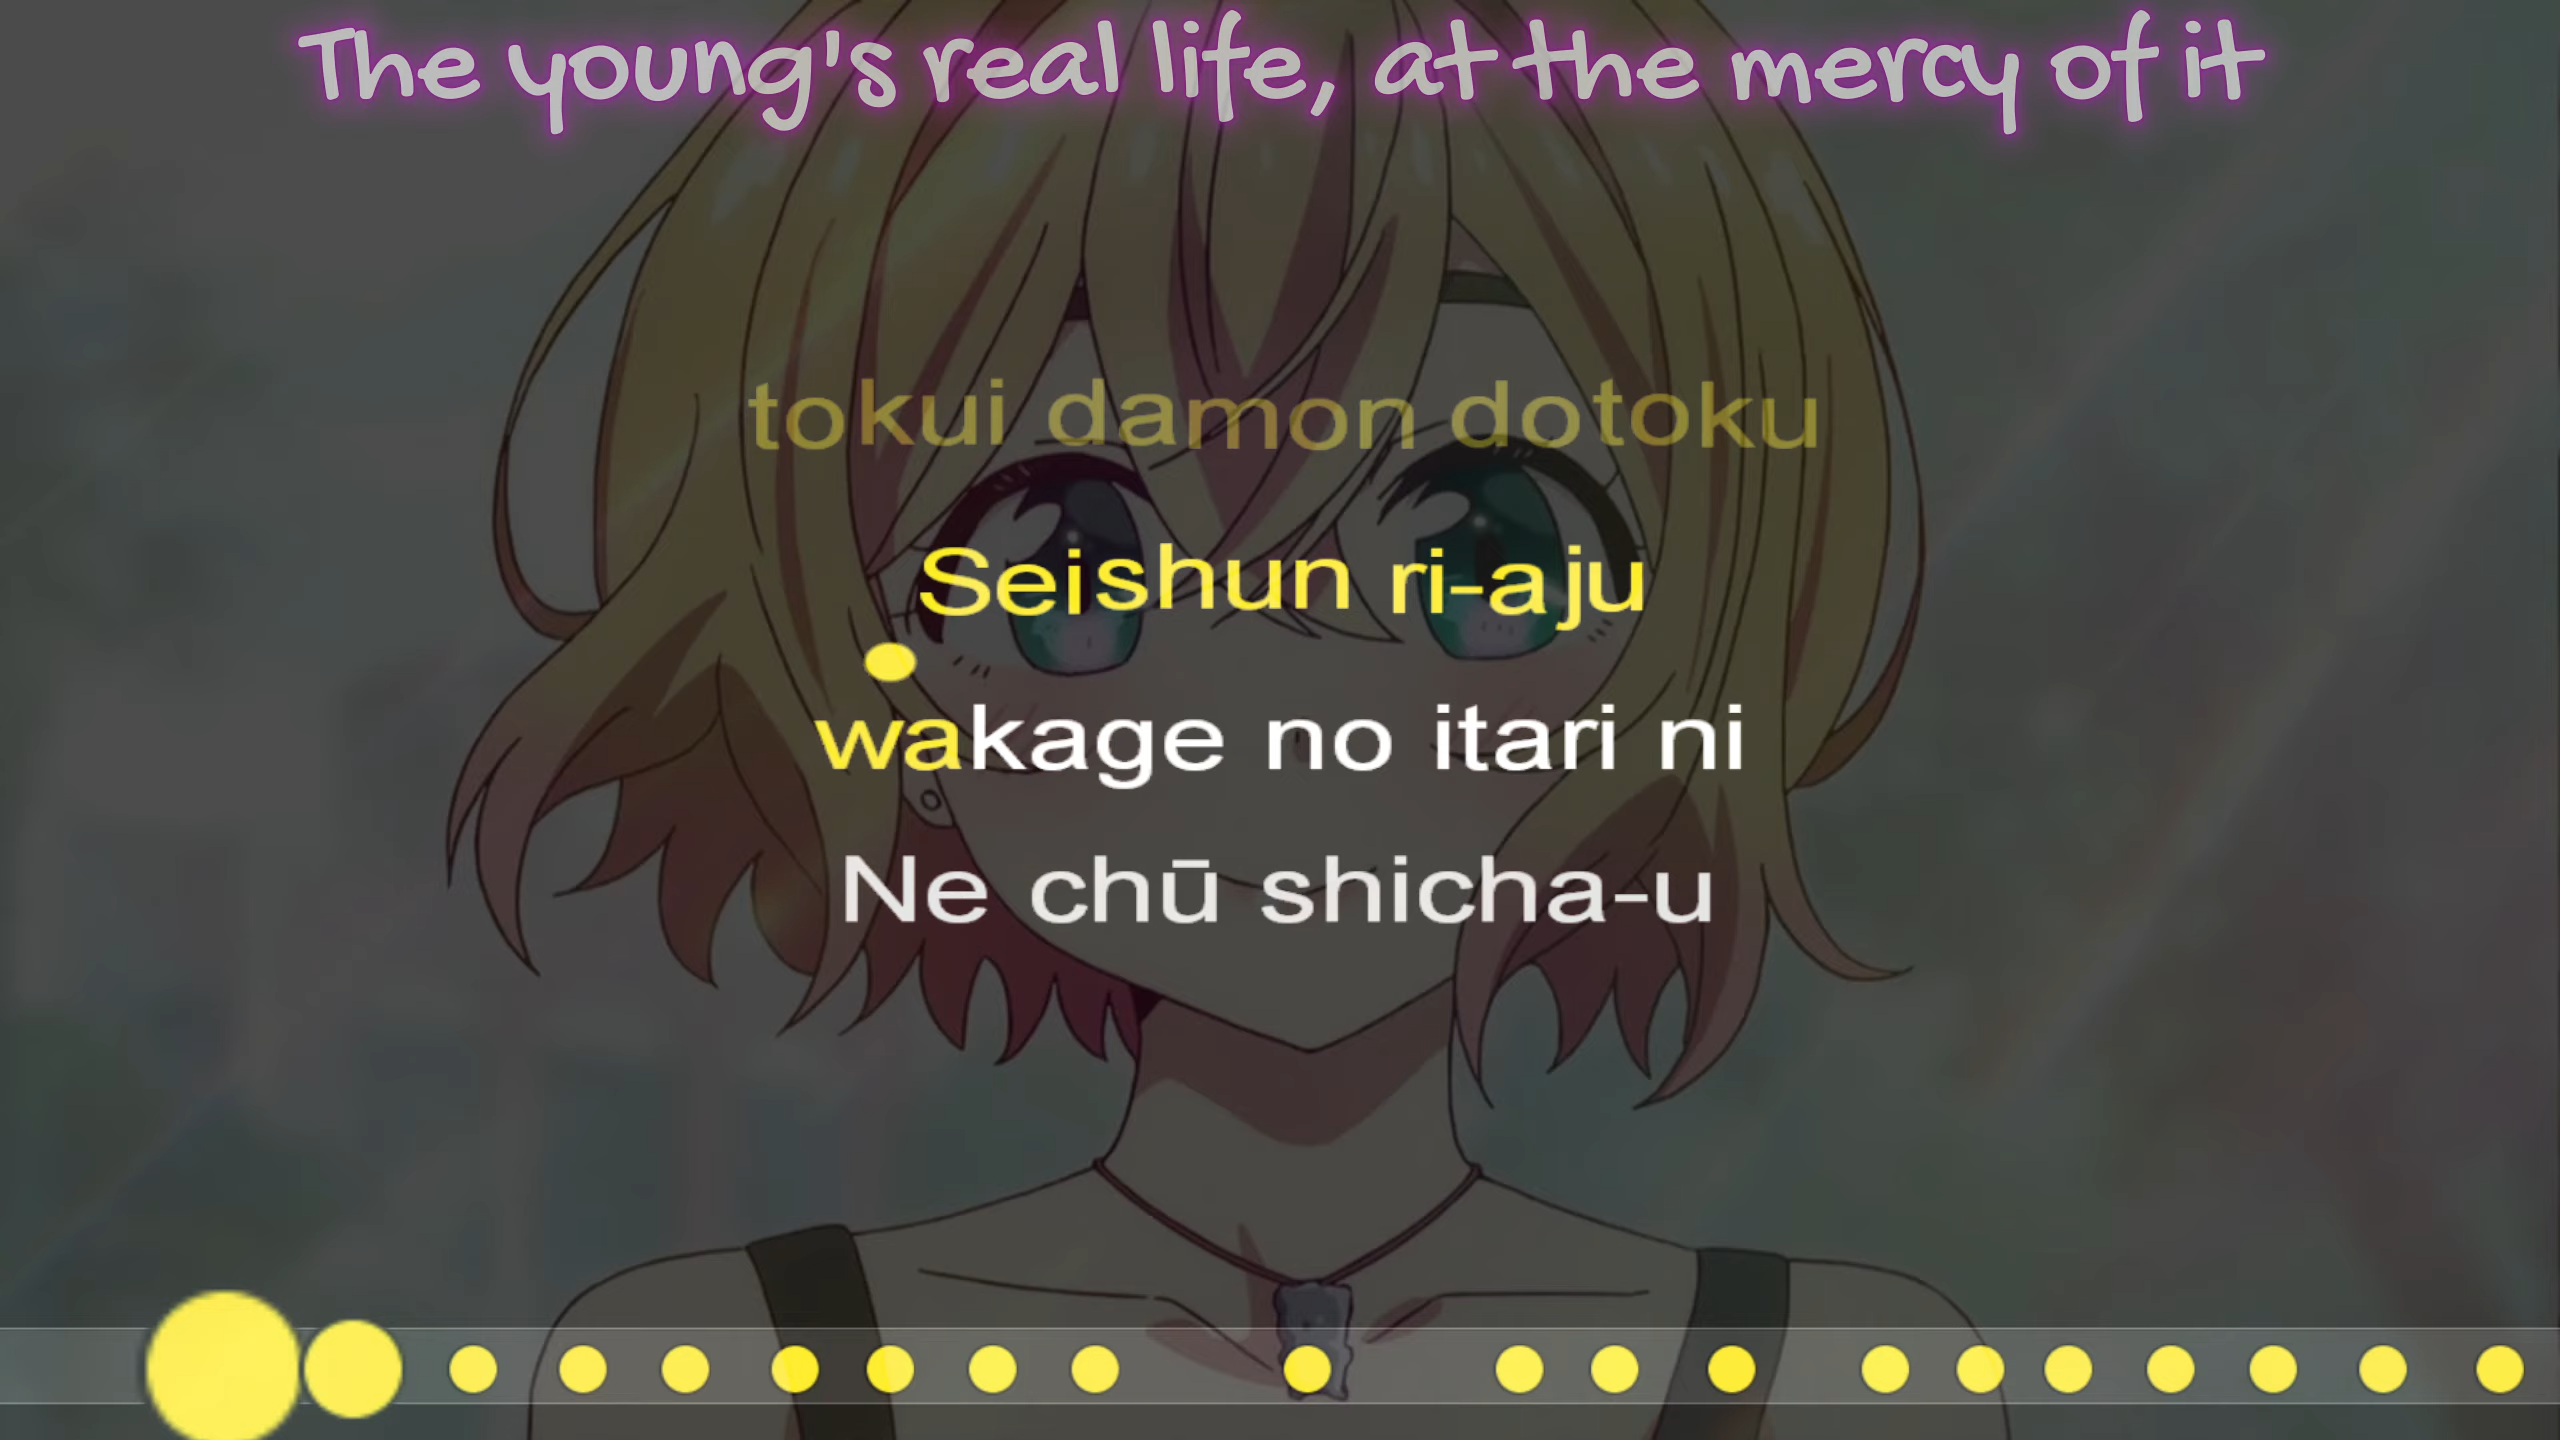 The young's real life, at the mercy of it
tokui damon dotoku
Seishun ri-aju
wakage no itari ni
Ne chū shicha-u